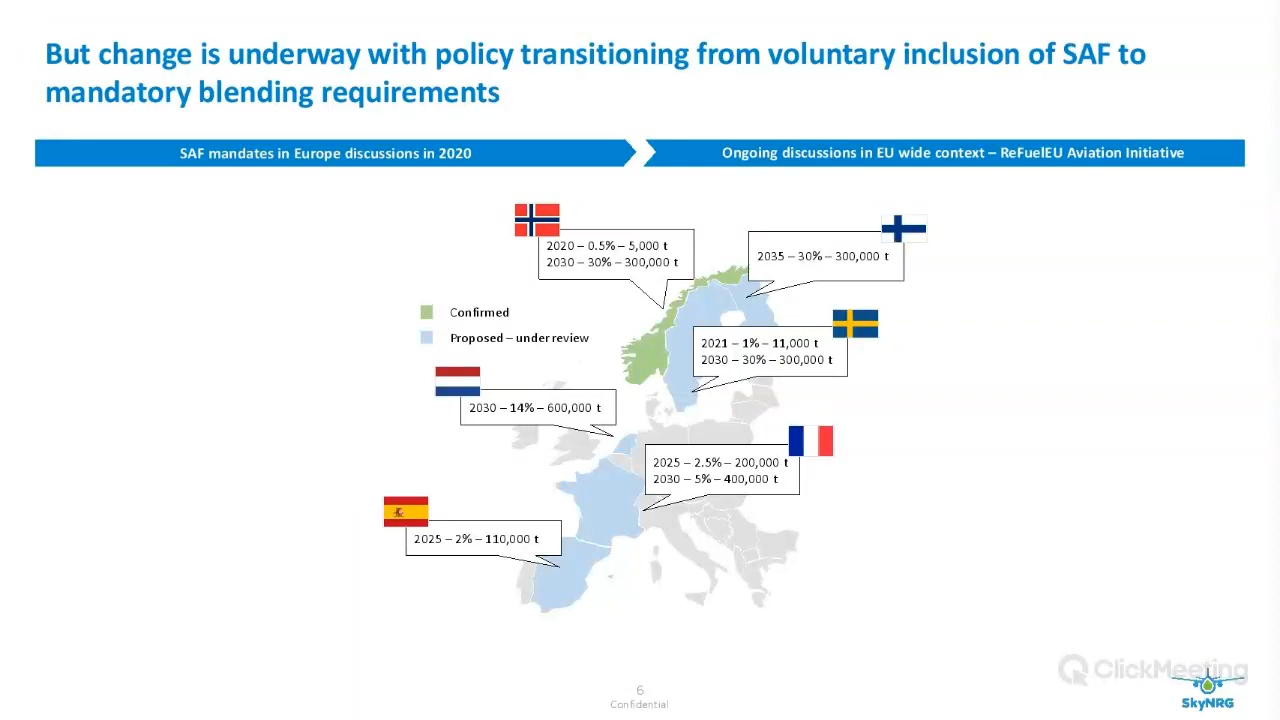 But change is underway with policy transitioning from voluntary inclusion of SAF to
mandatory blending requirements
SAF mandates in Europe discussions in 2020
Ongoing discussions in EU wide context – ReFuelEU Aviation Initiative
2020 – 0.5% – 5,000 t
2030 – 30% – 300,000 t
2035 – 30% – 300,000 t
Confirmed
Proposed – under review
2021 – 1% – 11,000 t
2030 – 30% – 300,000 t
2030 – 14% – 600,000 t
2025 – 2.5% – 200,000 t
2030 – 5% – 400,000 t
2025 – 2% – 110,000 t
6
Confidential
ClickMeeting
SkyNRG